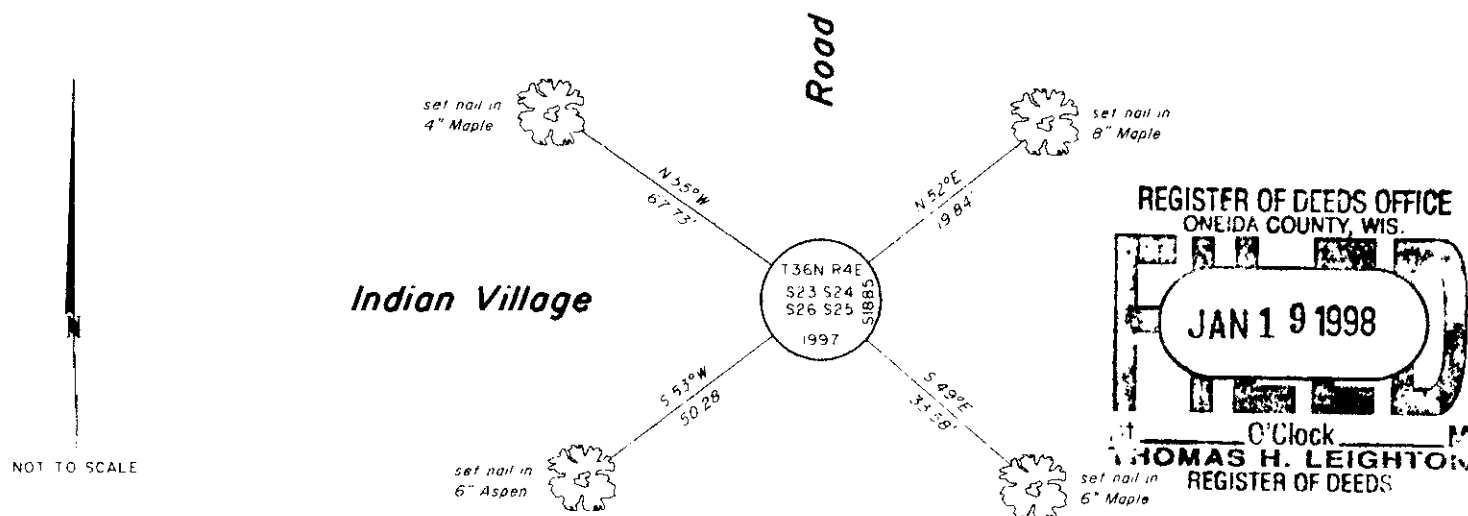 Road
set nail in
4" Maple
set nail in
8" Maple
N 55°W
67.73'
N 52°E
19.84'
REGISTER OF DEEDS OFFICE
ONEIDA COUNTY, WIS.
Indian Village
T36N R4E
S23 S24
S26 S25
S1885
1997
JAN 19 1998
S 53°W
50.28
S 49°E
33.58'
N
NOT TO SCALE
O'Clock M
THOMAS H. LEIGHTON
REGISTER OF DEEDS
set nail in
6" Aspen
set nail in
6" Maple